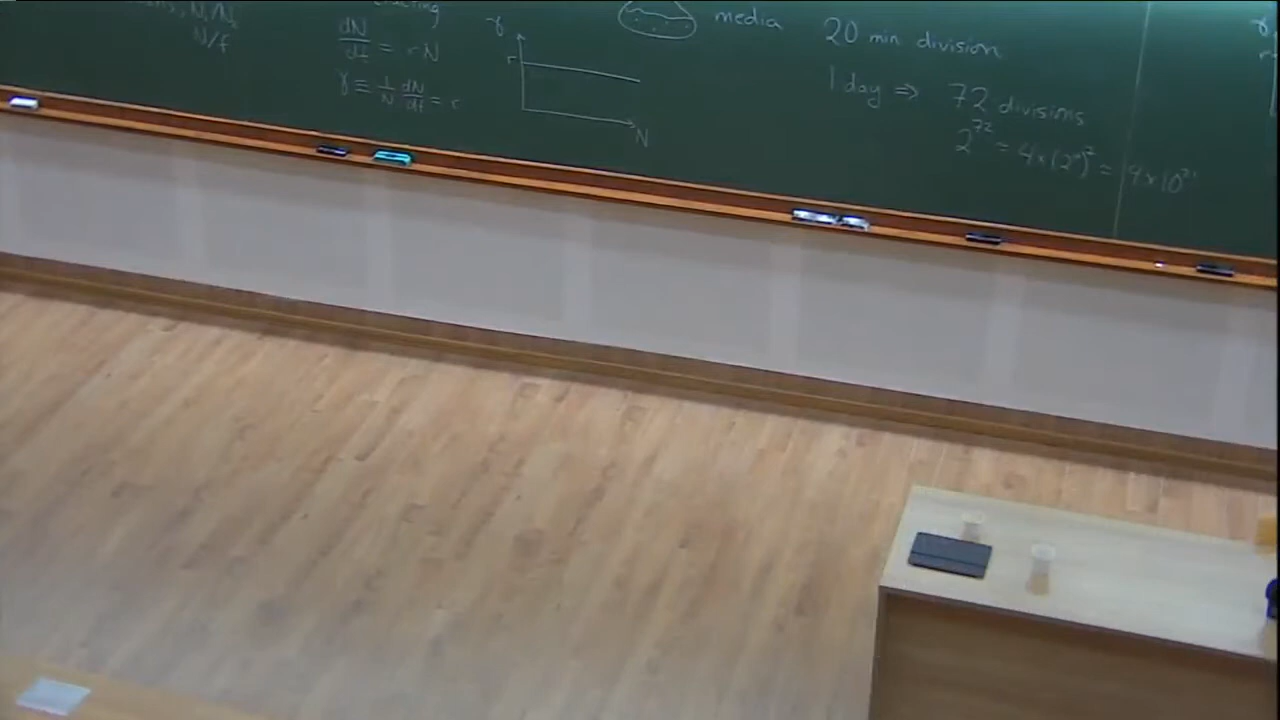 N/f
dN/dt = rN
γ ≡ 1/N dN/dt = r
γ
r
N
media
20 min division
1 day ⇒ 72 divisions
2^72 = 4 × (2^10)^7 = 4 × 10^21